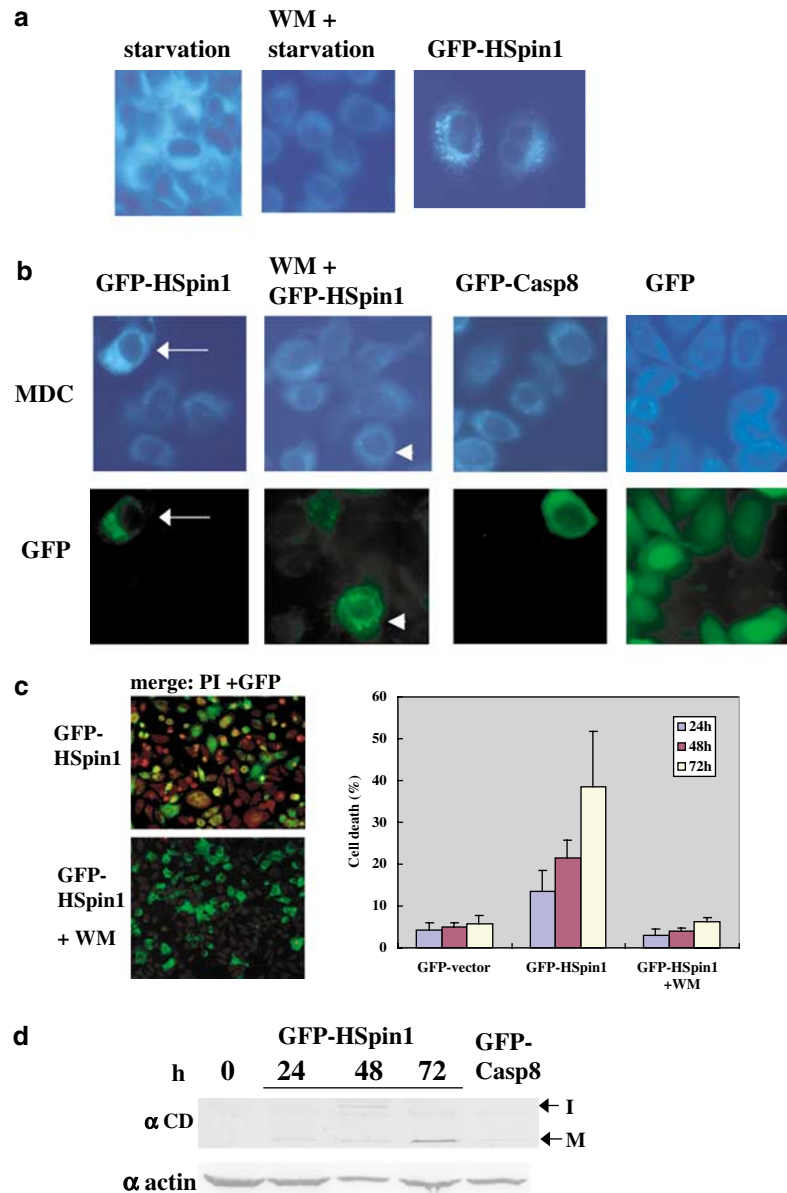 a
starvation
WM +
starvation
GFP-HSpin1
b
GFP-HSpin1
WM +
GFP-HSpin1
GFP-Casp8
GFP
MDC
GFP
c
merge: PI +GFP
GFP-
HSpin1
GFP-
HSpin1
+ WM
60
50
40
30
20
10
0
Cell death (%)
24h
48h
72h
GFP-vector
GFP-HSpin1
GFP-HSpin1
+WM
d
GFP-HSpin1
GFP-
Casp8
h 0 24 48 72
α CD
I
M
α actin